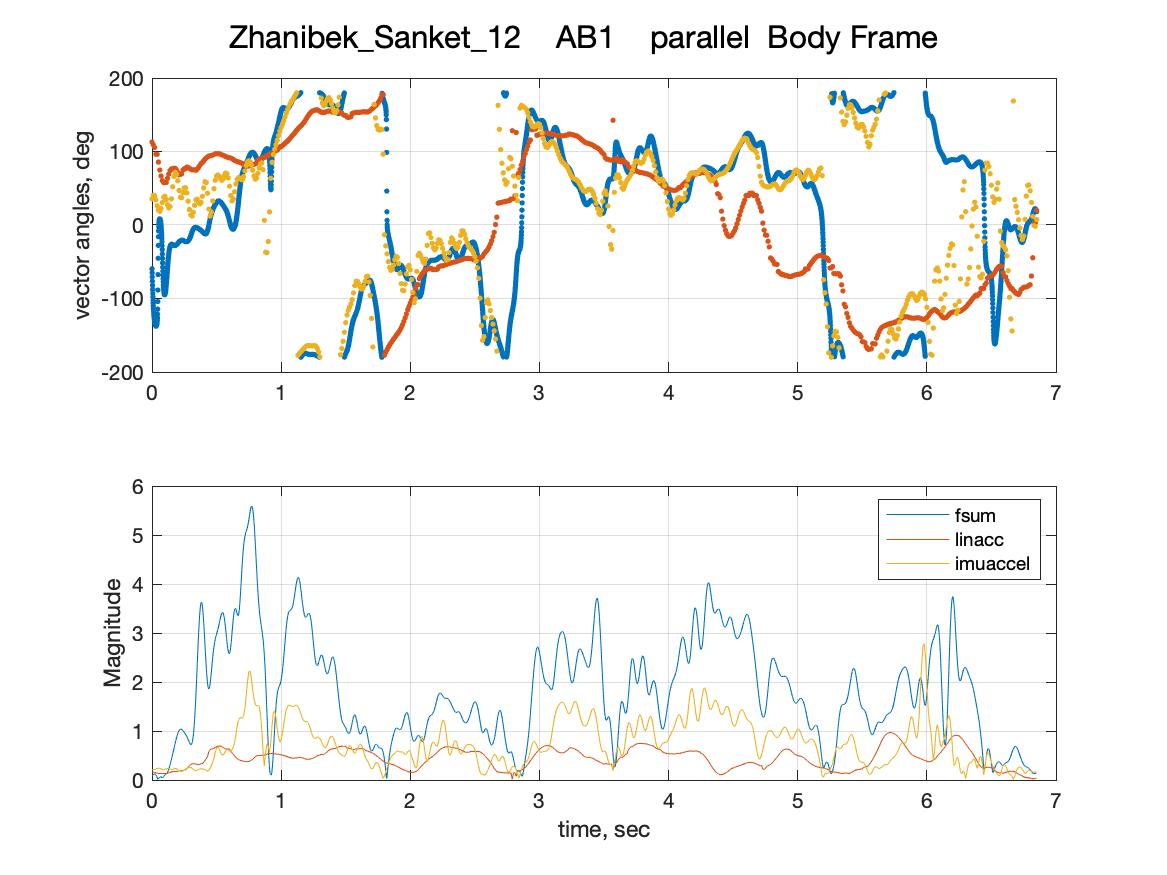 Zhanibek_Sanket_12 AB1 parallel Body Frame
200
100
0
-100
-200
vector angles, deg
0 1 2 3 4 5 6 7
6
5
4
3
2
1
0
Magnitude
fsum
linacc
imuaccel
0 1 2 3 4 5 6 7
time, sec